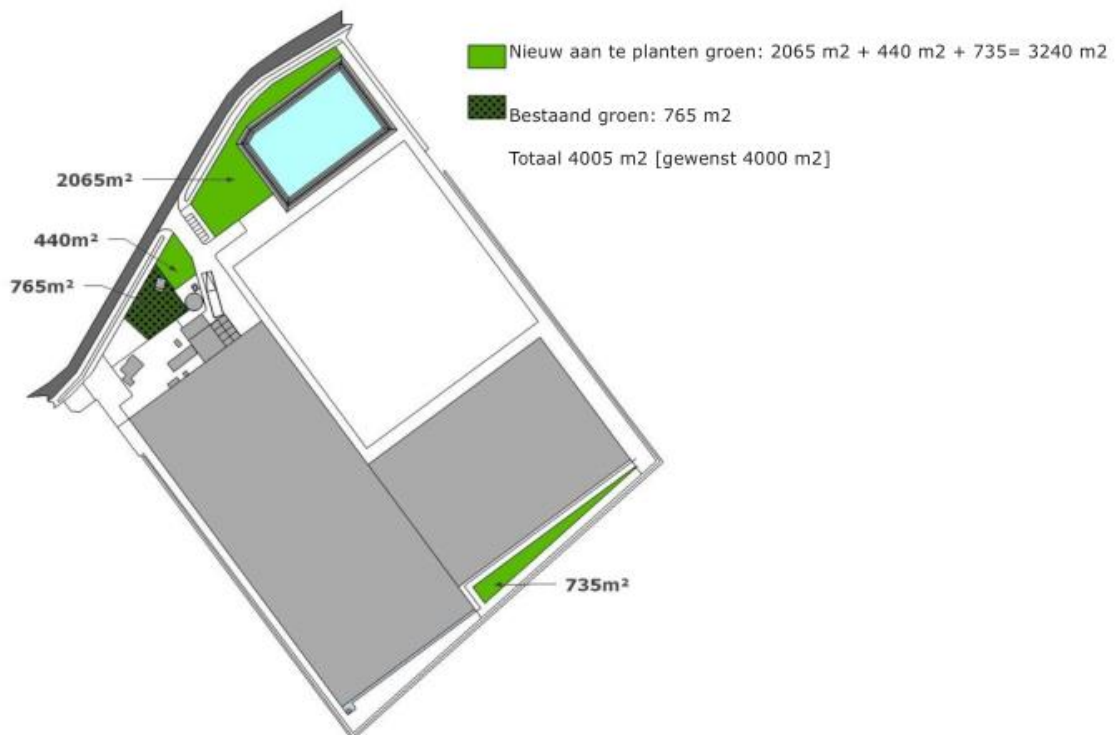 Nieuw aan te planten groen: 2065 m2 + 440 m2 + 735= 3240 m2
Bestaand groen: 765 m2
Totaal 4005 m2 [gewenst 4000 m2]
2065m²
440m²
765m²
735m²